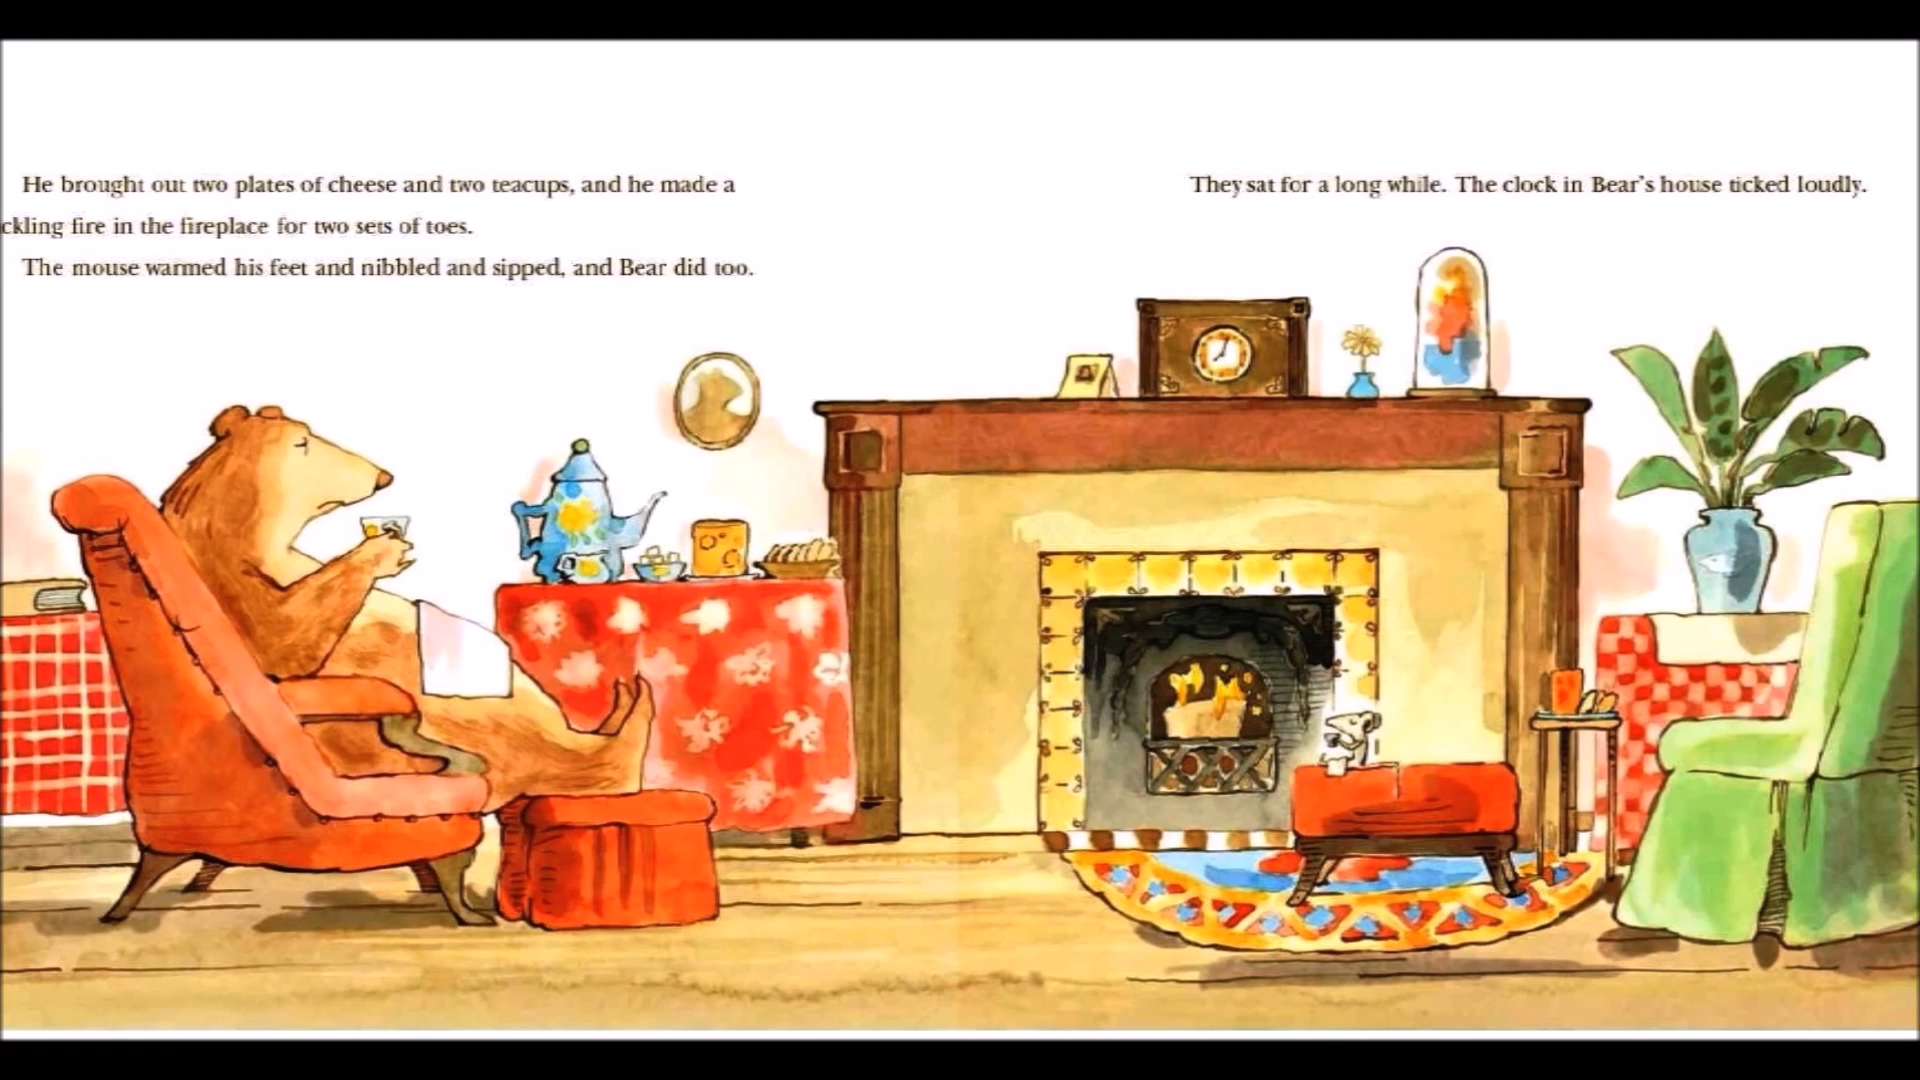 He brought out two plates of cheese and two teacups, and he made a
ckling fire in the fireplace for two sets of toes.
The mouse warmed his feet and nibbled and sipped, and Bear did too.
They sat for a long while. The clock in Bear's house ticked loudly.